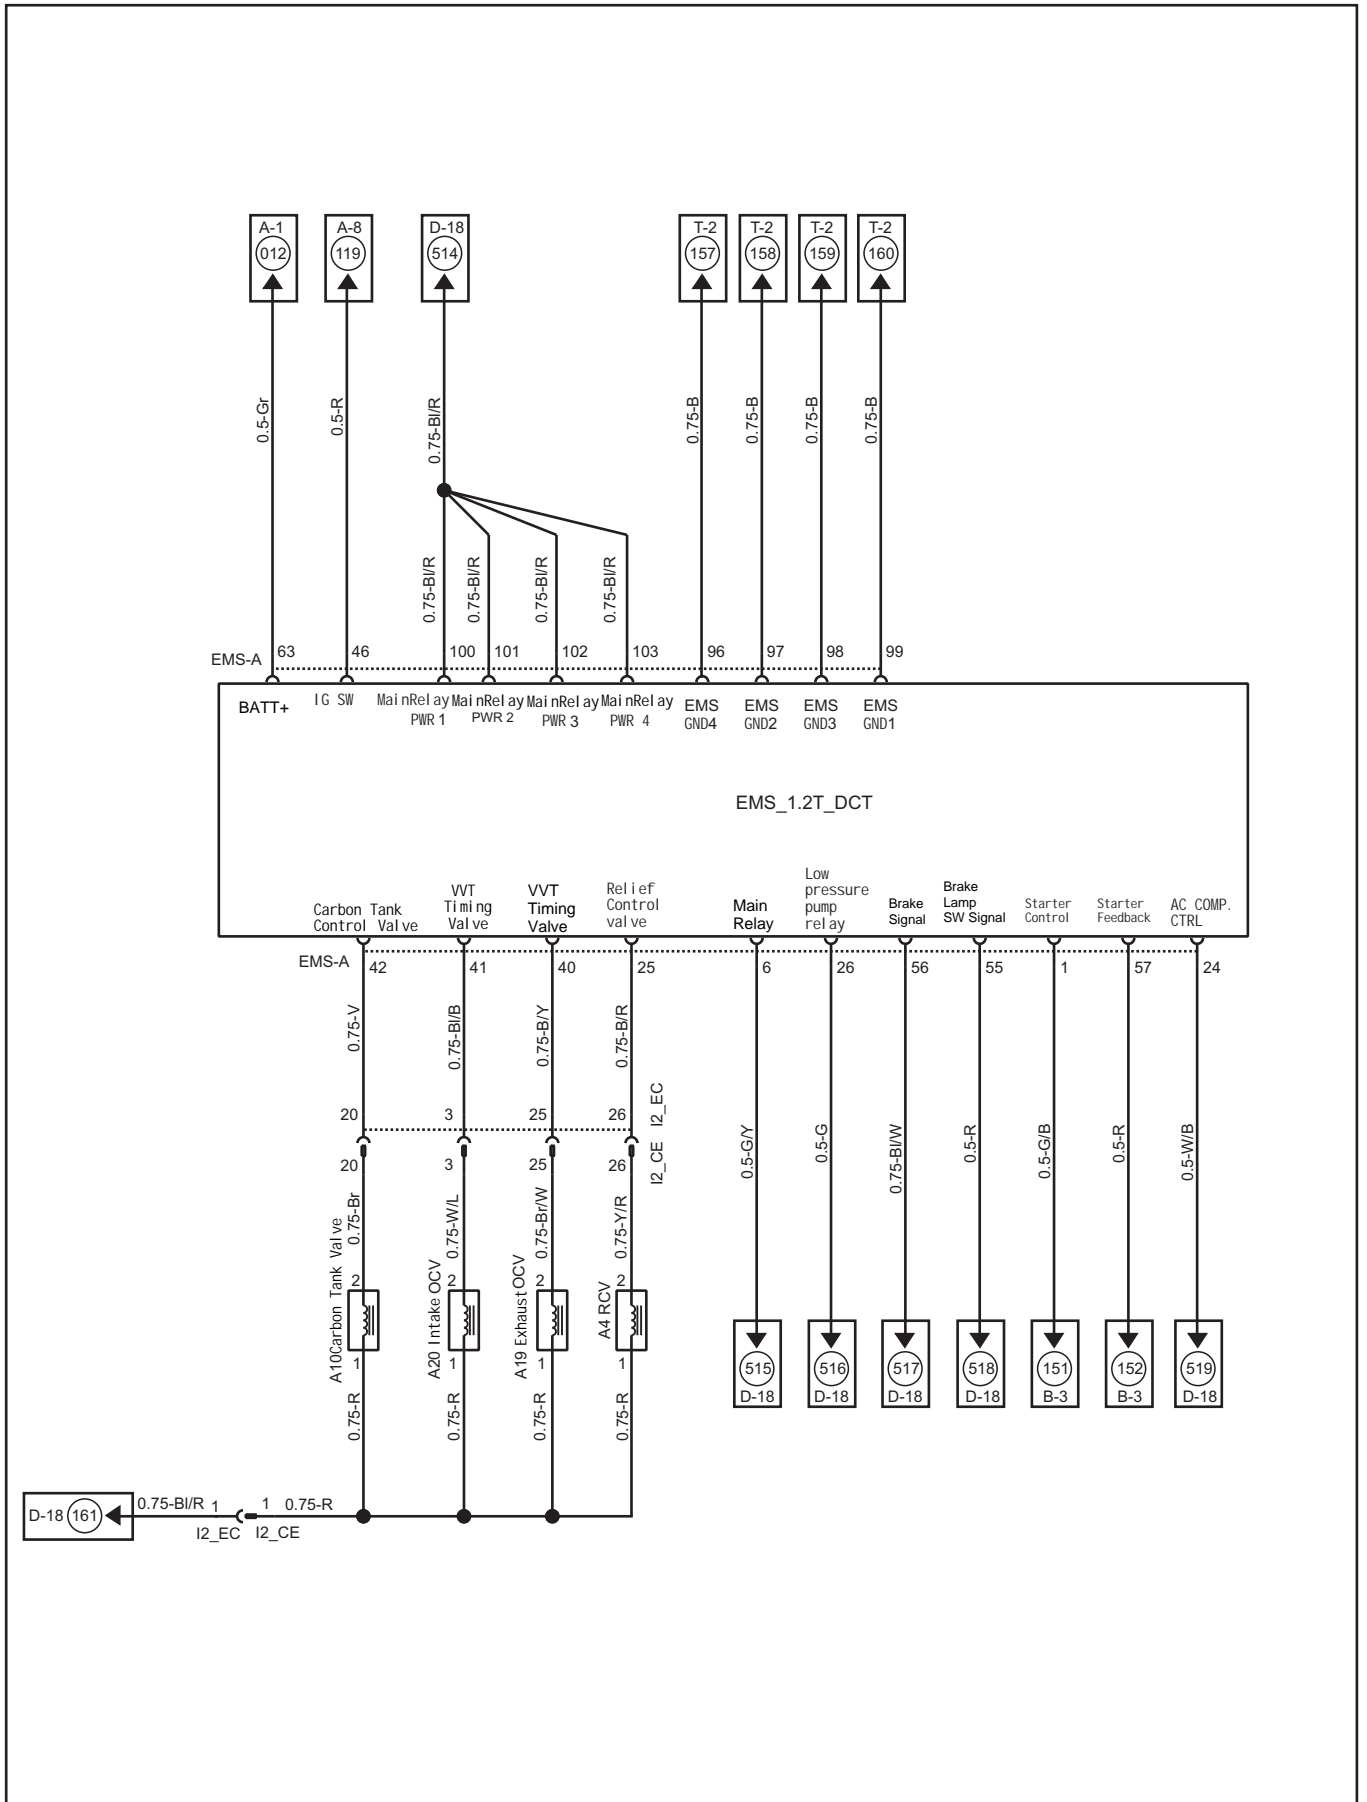 A-1
A-8
D-18
T-2
T-2
T-2
T-2
012
119
514
157
158
159
160
0.5-Gr
0.5-R
0.75-Bl/R
0.75-B
0.75-B
0.75-B
0.75-B
0.75-Bl/R
0.75-Bl/R
0.75-Bl/R
0.75-Bl/R
EMS-A
63
46
100
101
102
103
96
97
98
99
BATT+
IG SW
MainRelay
PWR 1
MainRelay
PWR 2
MainRelay
PWR 3
MainRelay
PWR 4
EMS
GND4
EMS
GND2
EMS
GND3
EMS
GND1
EMS_1.2T_DCT
Carbon Tank
Control Valve
VVT
Timing
Valve
VVT
Timing
Valve
Relief
Control
valve
Main
Relay
Low
pressure
pump
relay
Brake
Signal
Brake
Lamp
SW Signal
Starter
Control
Starter
Feedback
AC COMP.
CTRL
EMS-A
42
41
40
25
6
26
56
55
1
57
24
0.75-V
0.75-Bl/B
0.75-B/Y
0.75-B/R
20
3
25
26
I2_EC
20
3
25
26
I2_CE
0.5-G/Y
0.5-G
0.75-Bl/W
0.5-R
0.5-G/B
0.5-R
0.5-W/B
0.75-Br
0.75-W/L
0.75-Br/W
0.75-Y/R
A10Carbon Tank Valve
A20 Intake OCV
A19 Exhaust OCV
A4 RCV
2
2
2
2
1
1
1
1
515
516
517
518
151
152
519
D-18
D-18
D-18
D-18
B-3
B-3
D-18
0.75-R
0.75-R
0.75-R
0.75-R
D-18
161
0.75-Bl/R
1
1
0.75-R
I2_EC
I2_CE